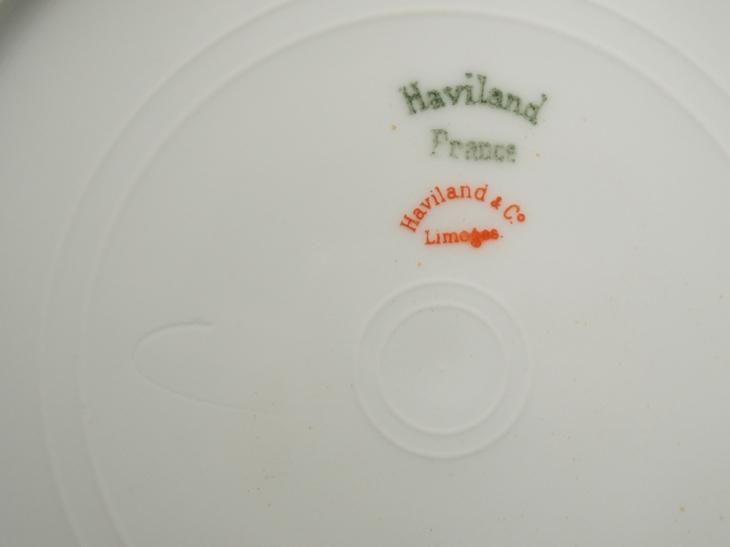 Haviland
France
Haviland & Co
Limoges.